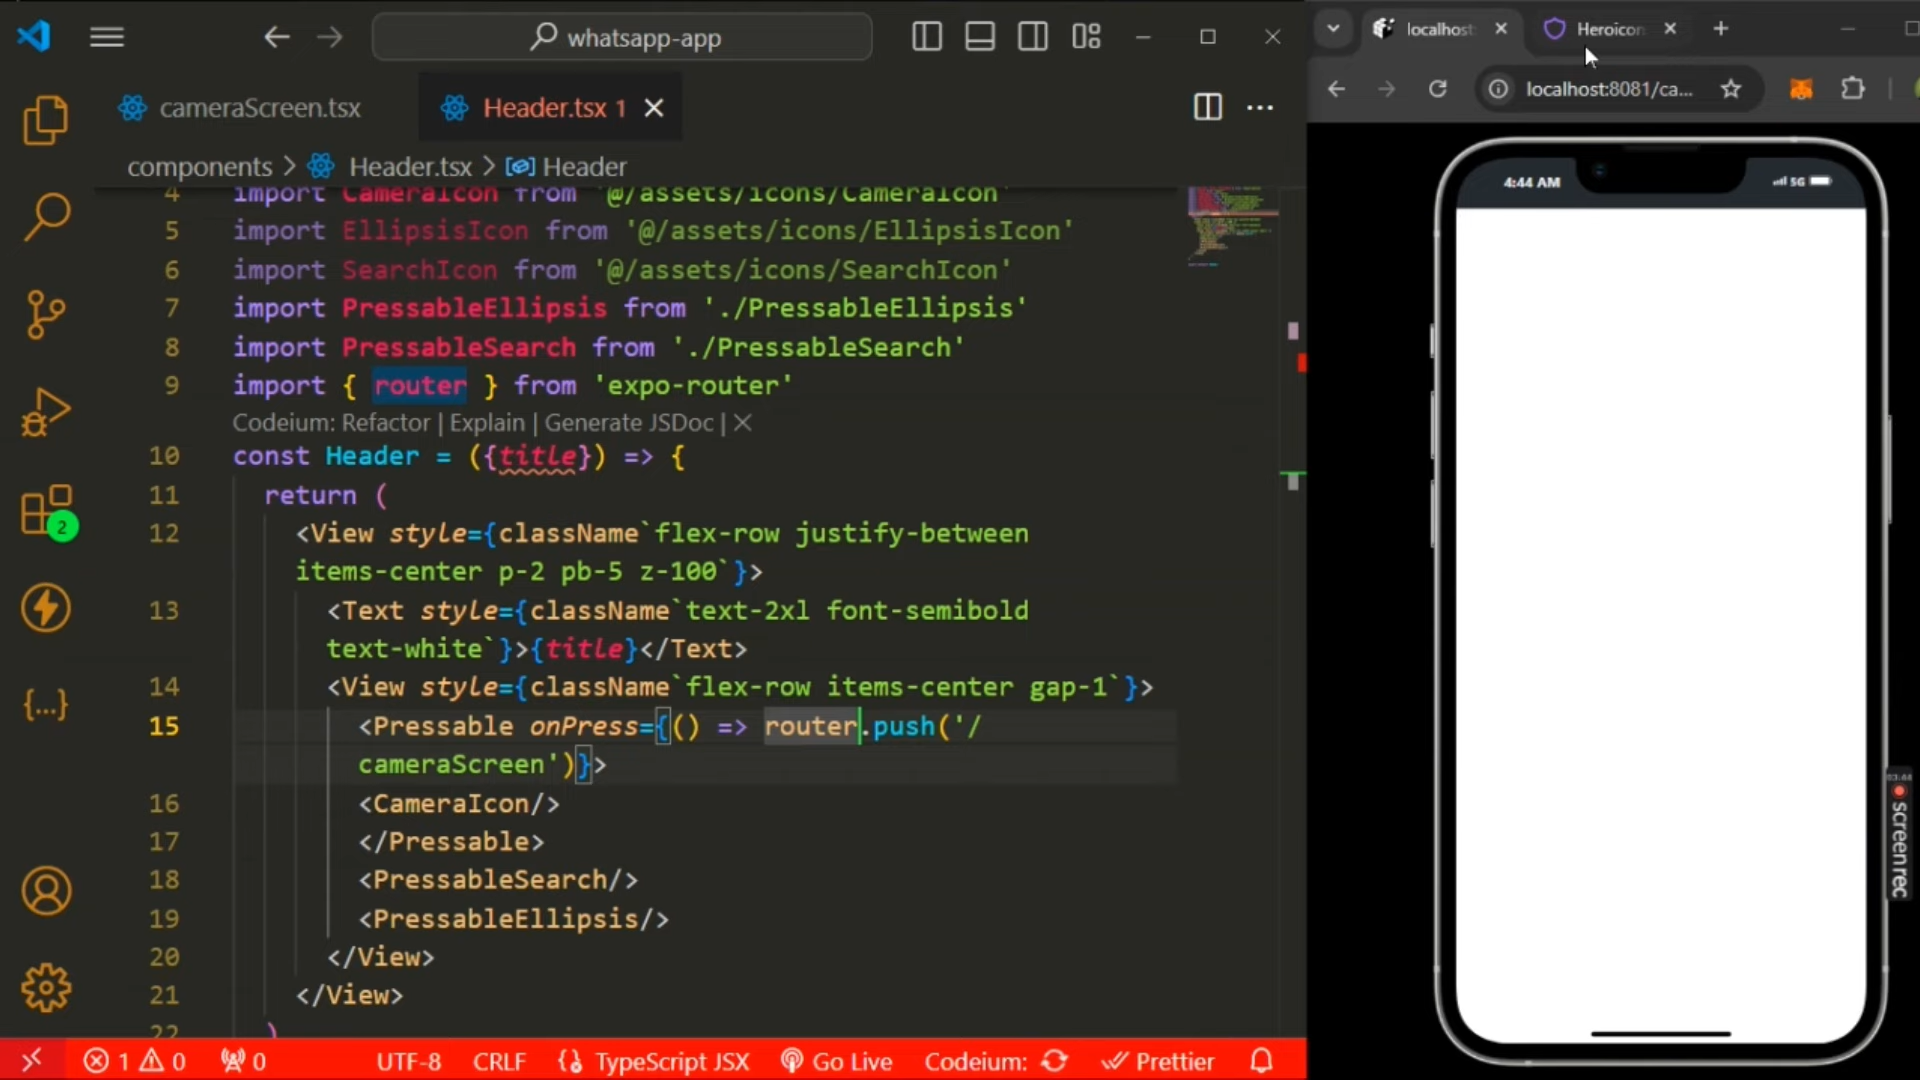 whatsapp-app
localhost
Heroicon
localhost:8081/ca...
cameraScreen.tsx
Header.tsx 1
components > Header.tsx > Header
4 import CameraIcon from '@/assets/icons/CameraIcon'
5 import EllipsisIcon from '@/assets/icons/EllipsisIcon'
6 import SearchIcon from '@/assets/icons/SearchIcon'
7 import PressableEllipsis from './PressableEllipsis'
8 import PressableSearch from './PressableSearch'
9 import { router } from 'expo-router'
Codeium: Refactor | Explain | Generate JSDoc | ✕
10 const Header = ({title}) => {
11 return (
12 <View style={className`flex-row justify-between
items-center p-2 pb-5 z-100`}>
13 <Text style={className`text-2xl font-semibold
text-white`}>{title}</Text>
14 <View style={className`flex-row items-center gap-1`}>
15 <Pressable onPress={() => router.push('/
cameraScreen')}>
16 <CameraIcon/>
17 </Pressable>
18 <PressableSearch/>
19 <PressableEllipsis/>
20 </View>
21 </View>
22 )
2
4:44 AM
5G
03:44
screenrec
1 0 0 UTF-8 CRLF TypeScript JSX Go Live Codeium: Prettier